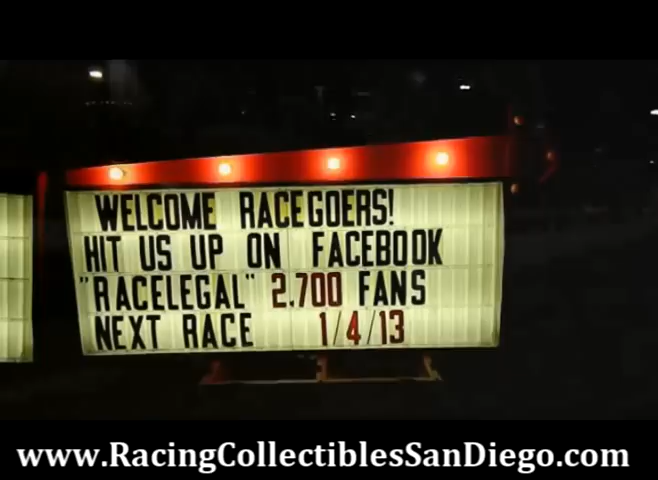 WELCOME RACEGOERS!
HIT US UP ON FACEBOOK
"RACELEGAL" 2.700 FANS
NEXT RACE 1/4/13
www.RacingCollectiblesSanDiego.com